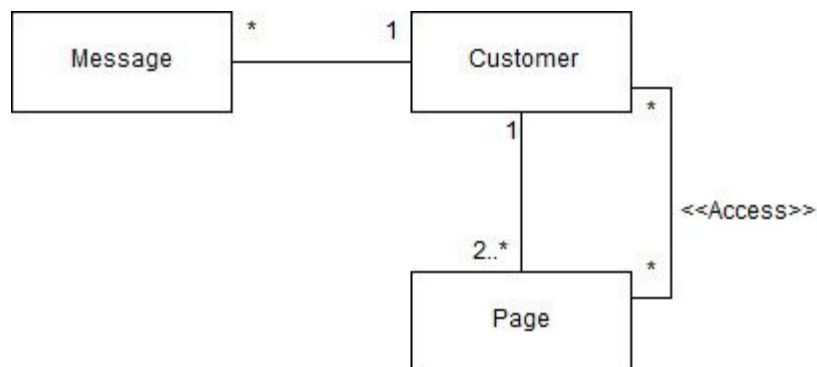 * 1
Message Customer
*
1
<<Access>>
2..*
*
Page